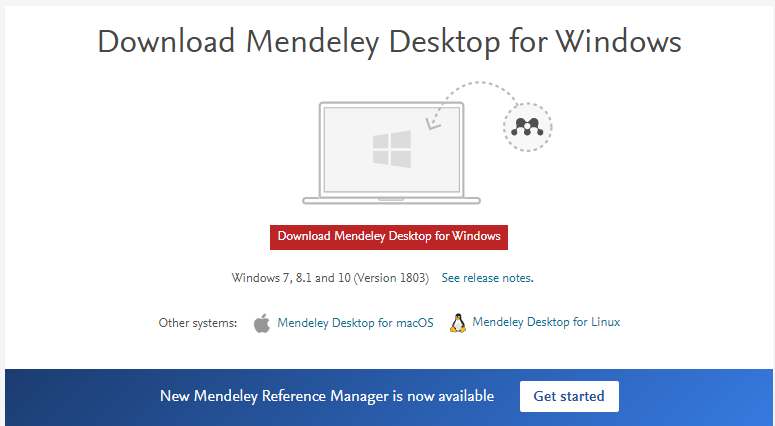 Download Mendeley Desktop for Windows
Download Mendeley Desktop for Windows
Windows 7, 8.1 and 10 (Version 1803) See release notes.
Other systems: Mendeley Desktop for macOS Mendeley Desktop for Linux
New Mendeley Reference Manager is now available Get started